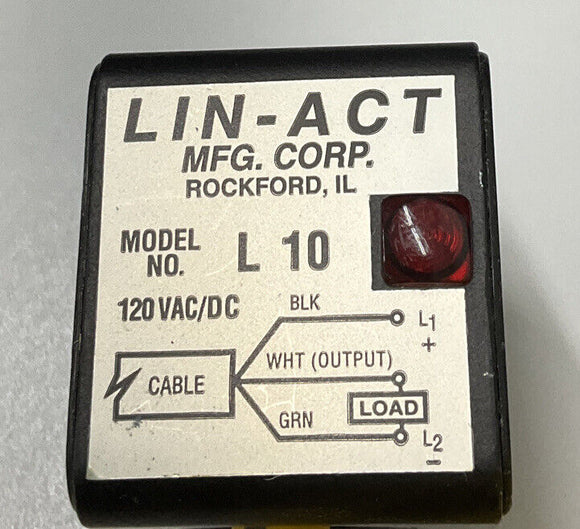 LIN-ACT
MFG. CORP.
ROCKFORD, IL
MODEL
NO. L 10
120 VAC/DC
BLK
L1
+
WHT (OUTPUT)
CABLE
LOAD
GRN
L2
−